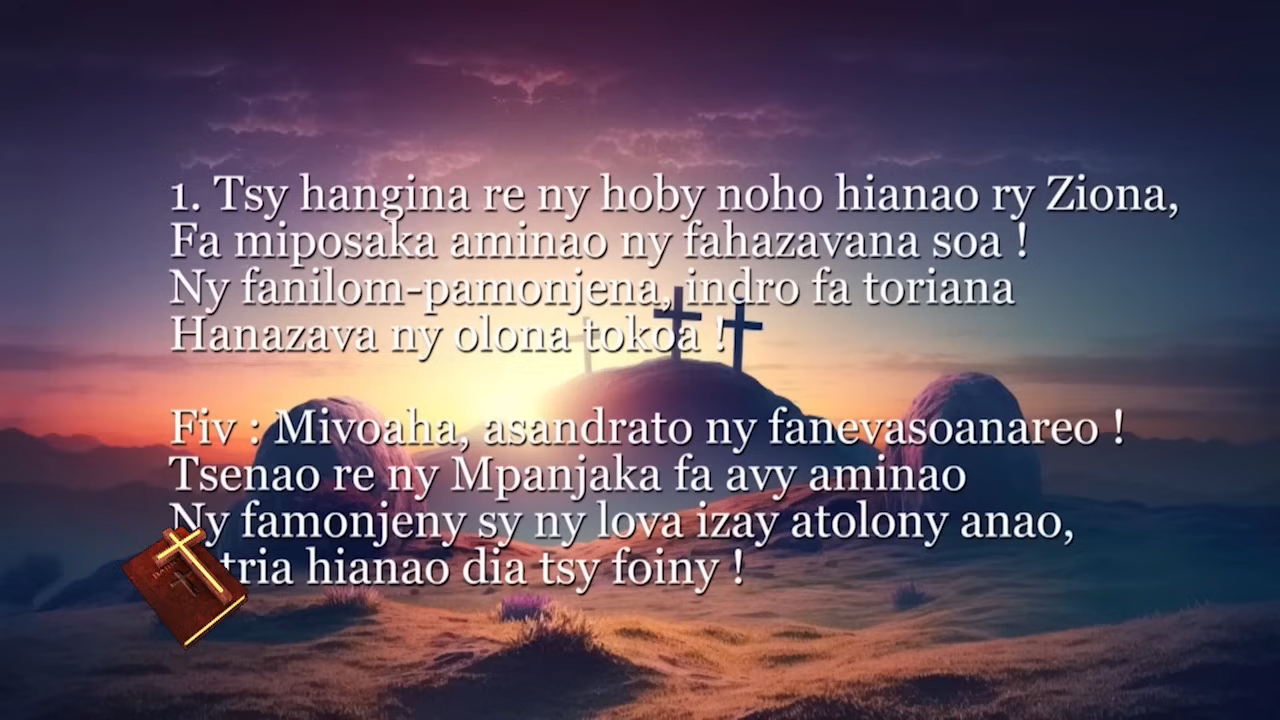 1. Tsy hangina re ny hoby noho hianao ry Ziona,
Fa miposaka aminao ny fahazavana soa !
Ny fanilom-pamonjena, indro fa toriana
Hanazava ny olona tokoa !
Fiv : Mivoaha, asandrato ny fanevasoanareo !
Tsenao re ny Mpanjaka fa avy aminao
Ny famonjeny sy ny lova izay atolony anao,
hianao dia tsy foiny !